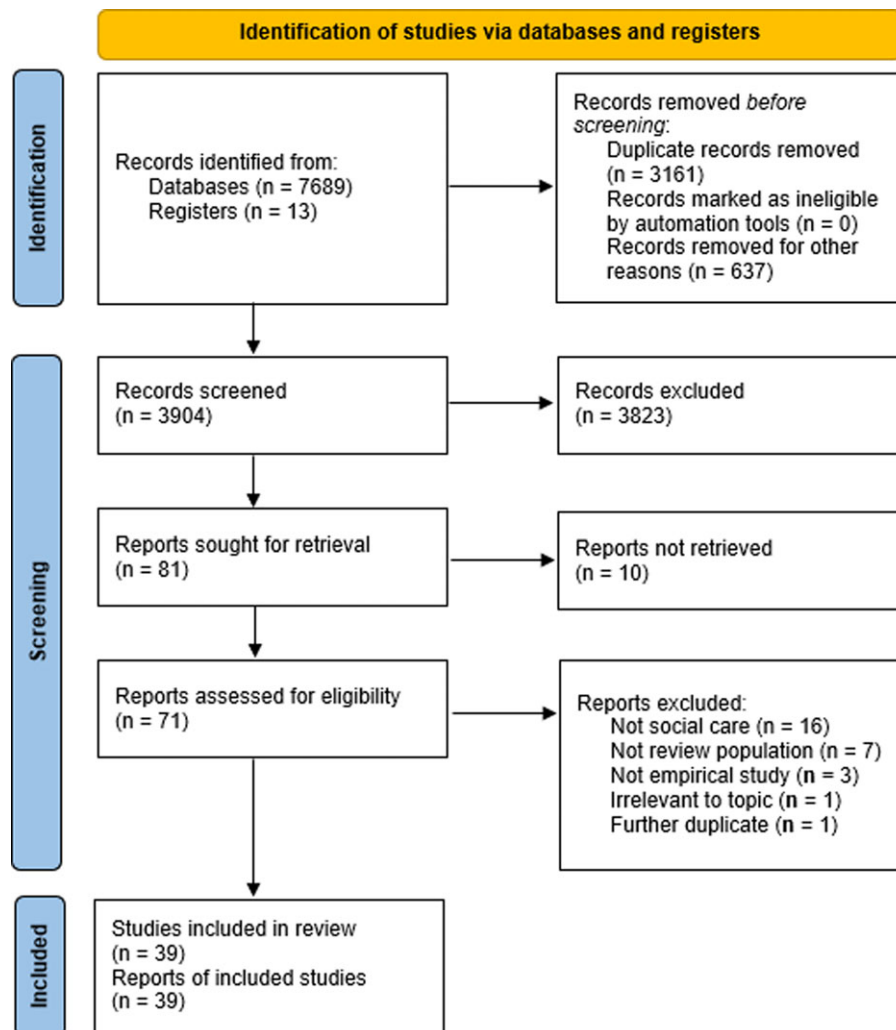 Identification of studies via databases and registers
Identification
Records identified from:
Databases (n = 7689)
Registers (n = 13)
Records removed before
screening:
Duplicate records removed
(n = 3161)
Records marked as ineligible
by automation tools (n = 0)
Records removed for other
reasons (n = 637)
Screening
Records screened
(n = 3904)
Records excluded
(n = 3823)
Reports sought for retrieval
(n = 81)
Reports not retrieved
(n = 10)
Reports assessed for eligibility
(n = 71)
Reports excluded:
Not social care (n = 16)
Not review population (n = 7)
Not empirical study (n = 3)
Irrelevant to topic (n = 1)
Further duplicate (n = 1)
Included
Studies included in review
(n = 39)
Reports of included studies
(n = 39)